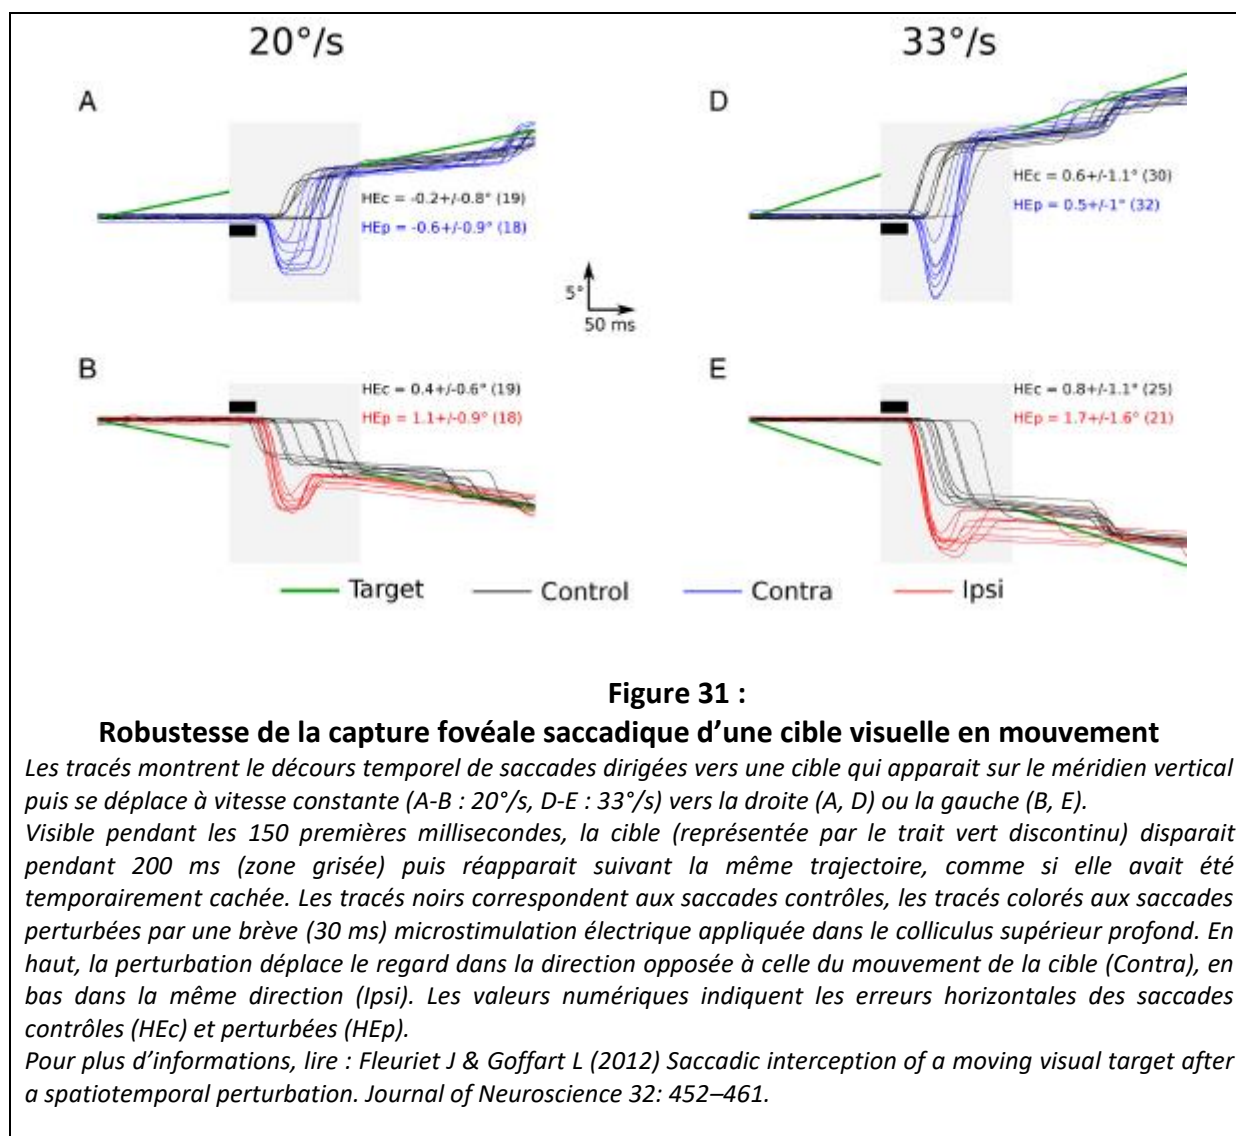 20°/s
33°/s
A
D
HEc = -0.2+/-0.8° (19)
HEp = -0.6+/-0.9° (18)
HEc = 0.6+/-1.1° (30)
HEp = 0.5+/-1° (32)
5°
50 ms
B
E
HEc = 0.4+/-0.6° (19)
HEp = 1.1+/-0.9° (18)
HEc = 0.8+/-1.1° (25)
HEp = 1.7+/-1.6° (21)
Target
Control
Contra
Ipsi
Figure 31 :
Robustesse de la capture fovéale saccadique d’une cible visuelle en mouvement
Les tracés montrent le décours temporel de saccades dirigées vers une cible qui apparait sur le méridien vertical
puis se déplace à vitesse constante (A-B : 20°/s, D-E : 33°/s) vers la droite (A, D) ou la gauche (B, E).
Visible pendant les 150 premières millisecondes, la cible (représentée par le trait vert discontinu) disparait
pendant 200 ms (zone grisée) puis réapparait suivant la même trajectoire, comme si elle avait été
temporairement cachée. Les tracés noirs correspondent aux saccades contrôles, les tracés colorés aux saccades
perturbées par une brève (30 ms) microstimulation électrique appliquée dans le colliculus supérieur profond. En
haut, la perturbation déplace le regard dans la direction opposée à celle du mouvement de la cible (Contra), en
bas dans la même direction (Ipsi). Les valeurs numériques indiquent les erreurs horizontales des saccades
contrôles (HEc) et perturbées (HEp).
Pour plus d’informations, lire : Fleuriet J & Goffart L (2012) Saccadic interception of a moving visual target after
a spatiotemporal perturbation. Journal of Neuroscience 32: 452–461.